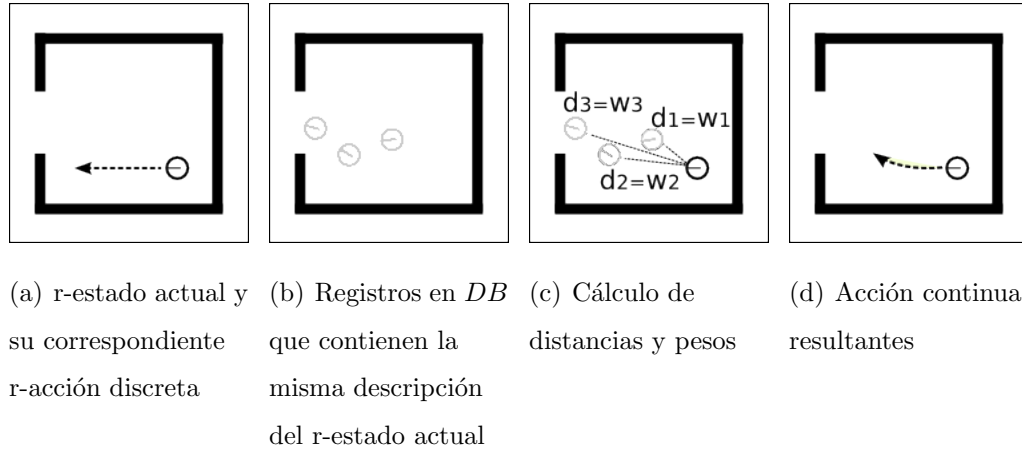 d3=w3
d1=w1
d2=w2
(a) r-estado actual y
su correspondiente
r-acción discreta
(b) Registros en DB
que contienen la
misma descripción
del r-estado actual
(c) Cálculo de
distancias y pesos
(d) Acción continua
resultantes